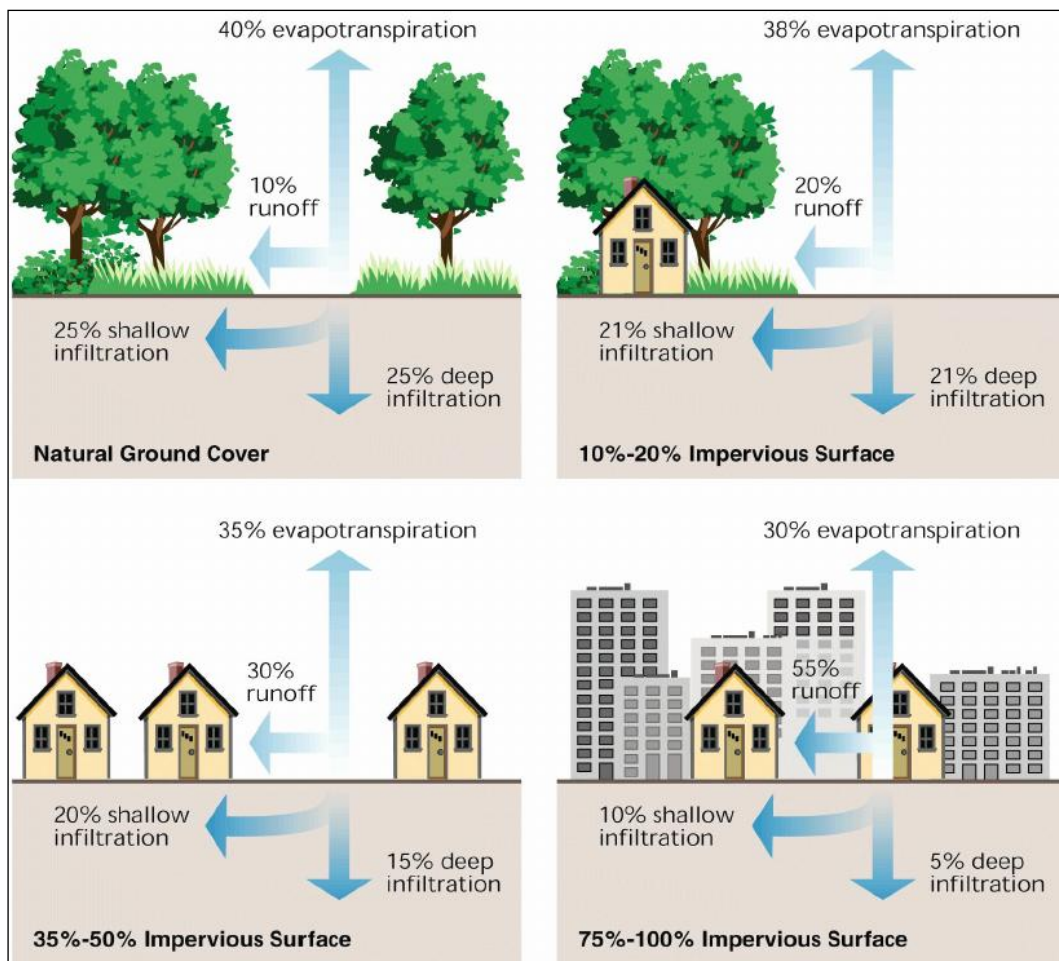 40% evapotranspiration
10%
runoff
25% shallow
infiltration
25% deep
infiltration
Natural Ground Cover
38% evapotranspiration
20%
runoff
21% shallow
infiltration
21% deep
infiltration
10%-20% Impervious Surface
35% evapotranspiration
30%
runoff
20% shallow
infiltration
15% deep
infiltration
35%-50% Impervious Surface
30% evapotranspiration
55%
runoff
10% shallow
infiltration
5% deep
infiltration
75%-100% Impervious Surface